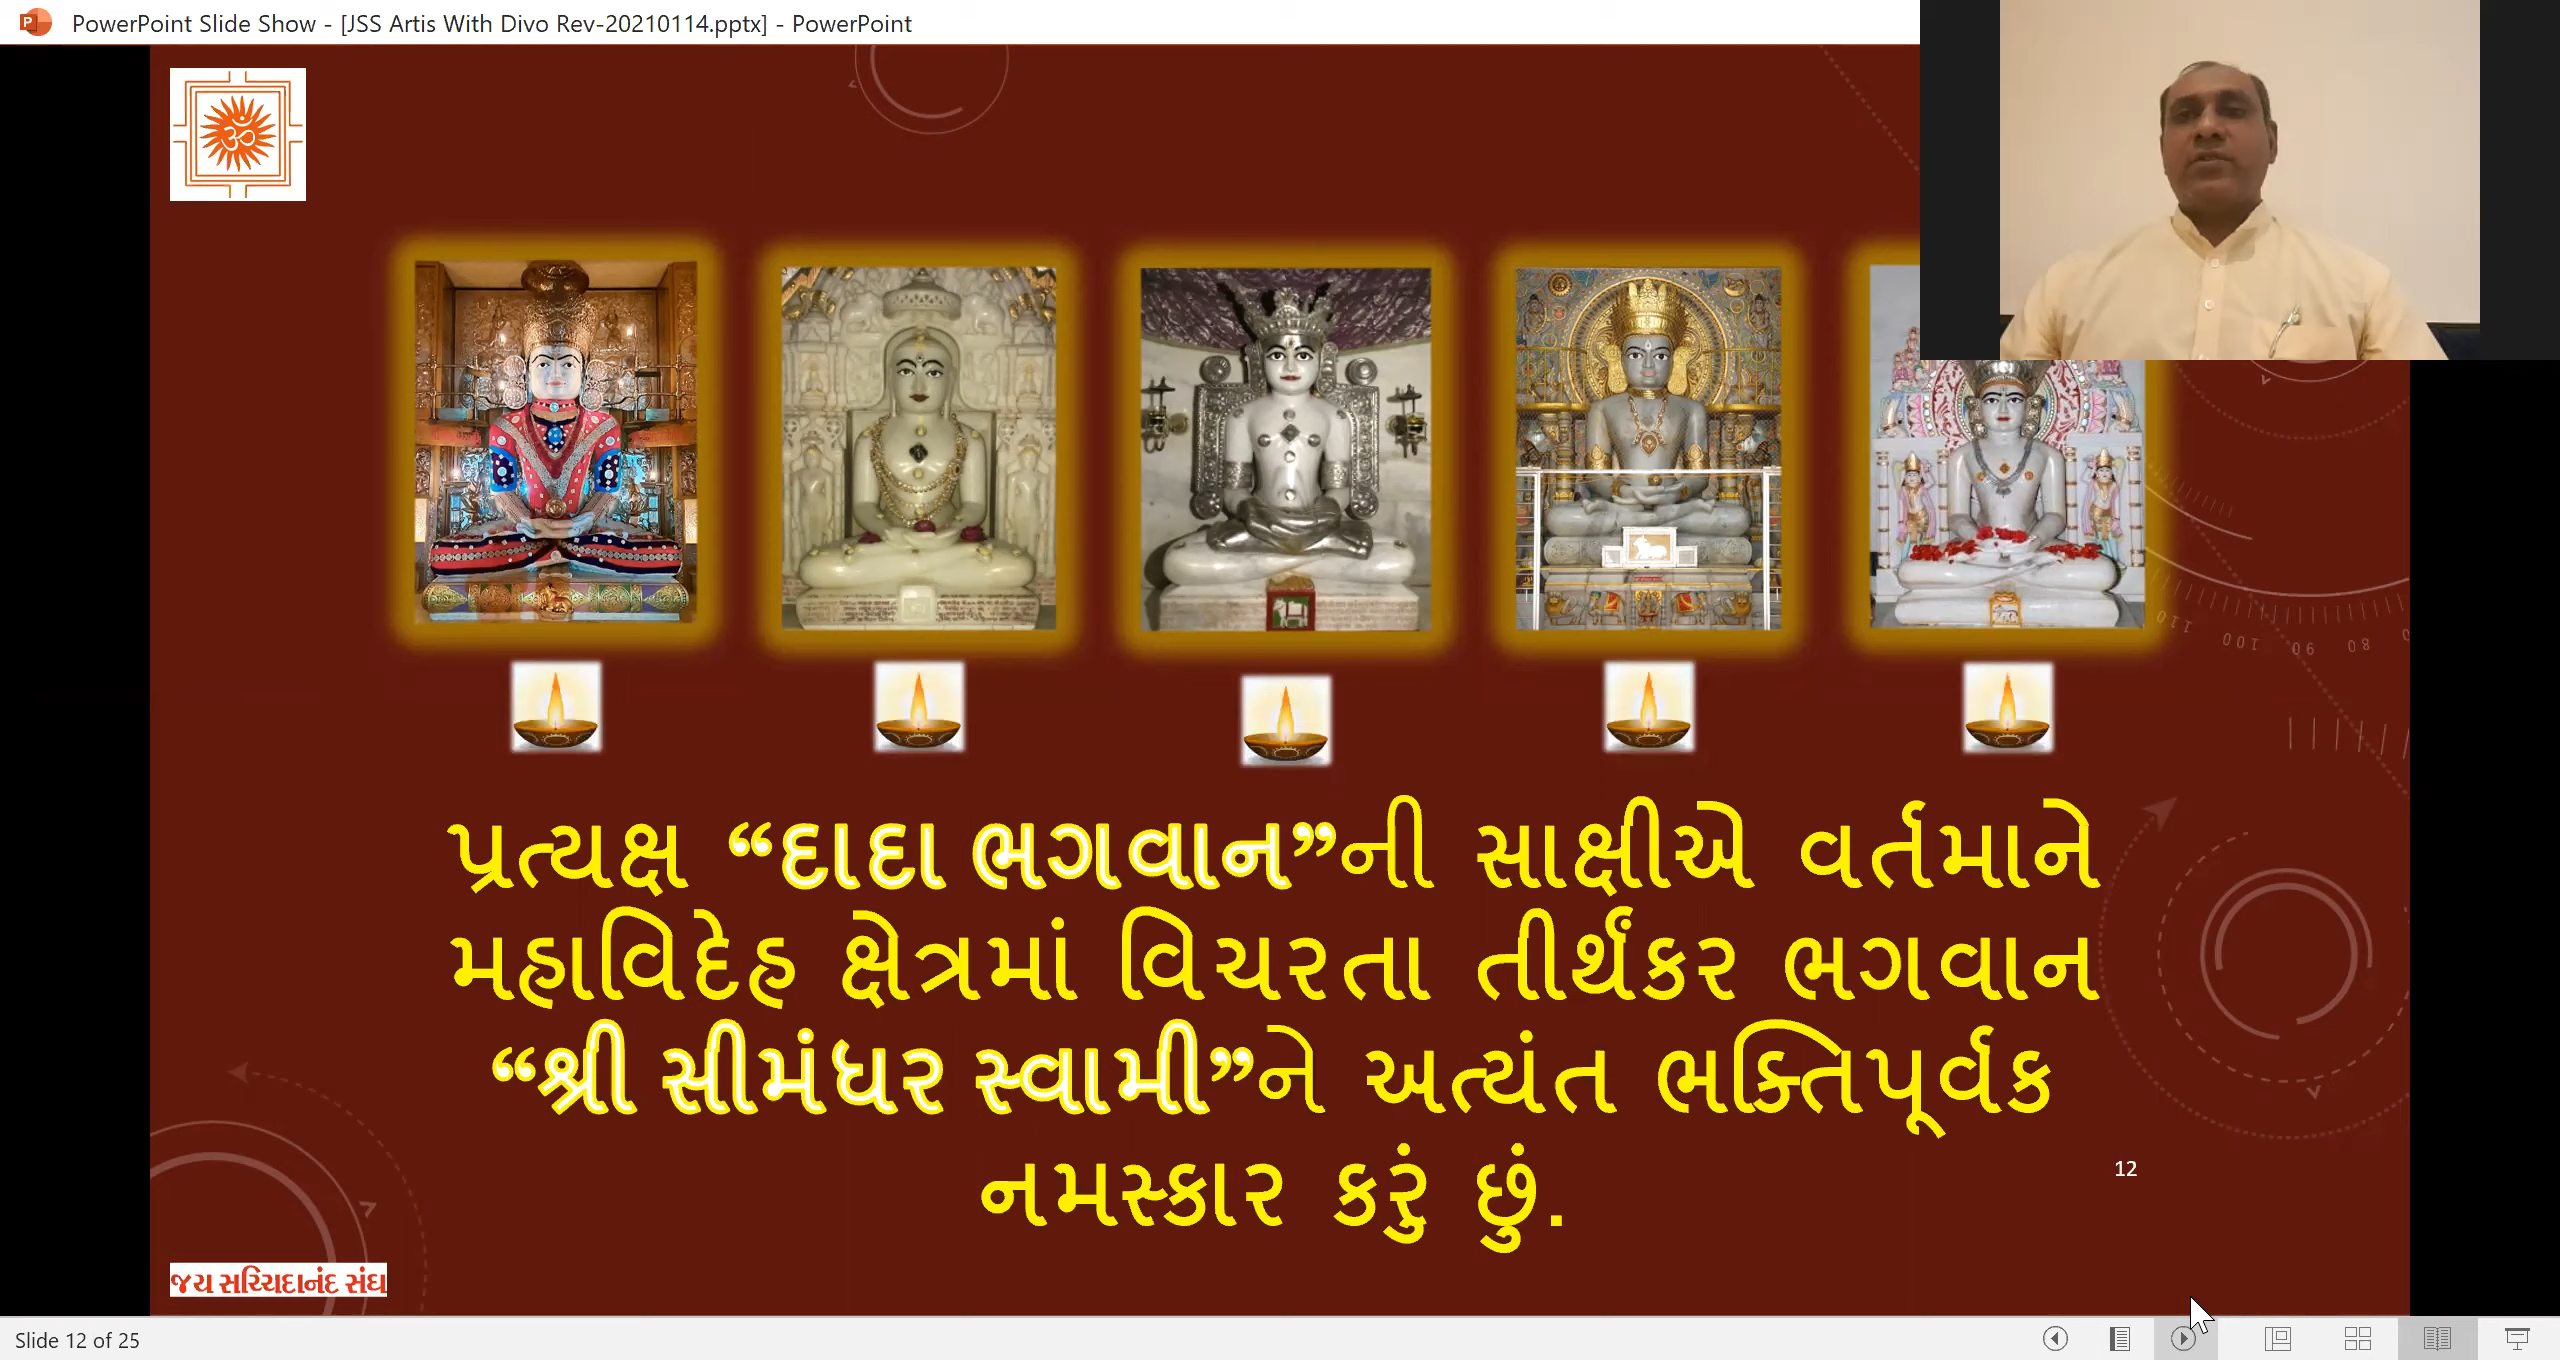 PowerPoint Slide Show - [JSS Artis With Divo Rev-20210114.pptx] - PowerPoint
પ્રત્યક્ષ “દાદા ભગવાન”ની સાક્ષીએ વર્તમાને
મહાવિદેહ ક્ષેત્રમાં વિચરતા તીર્થંકર ભગવાન
“શ્રી સીમંધર સ્વામી”ને અત્યંત ભક્તિપૂર્વક
નમસ્કાર કરું છું.
12
જય સચ્ચિદાનંદ સંઘ
Slide 12 of 25